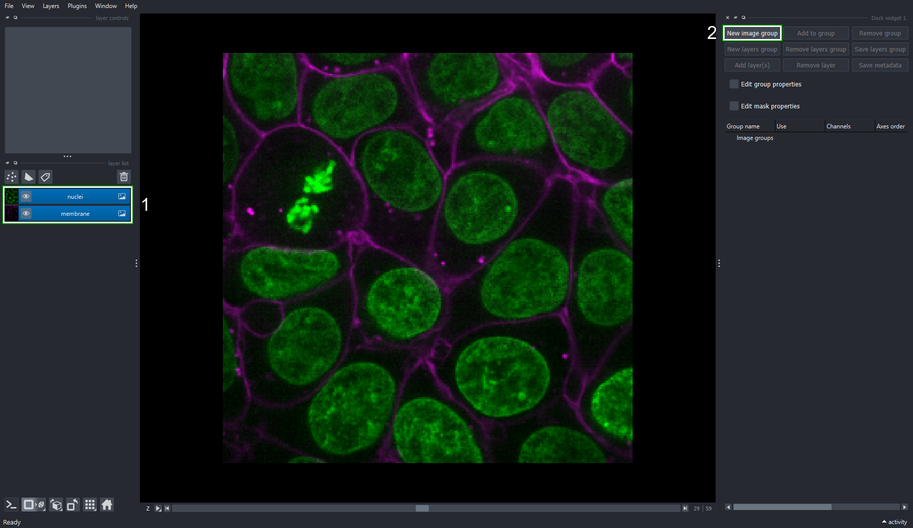 File View Layers Plugins Window Help
layer controls
layer list
nuclei
membrane
1
Z
29 59
Ready
2
Dock widget 1
New image group Add to group Remove group
New layers group Remove layers group Save layers group
Add layer(s) Remove layer Save metadata
Edit group properties
Edit mask properties
Group name Use Channels Axes order
Image groups
activity